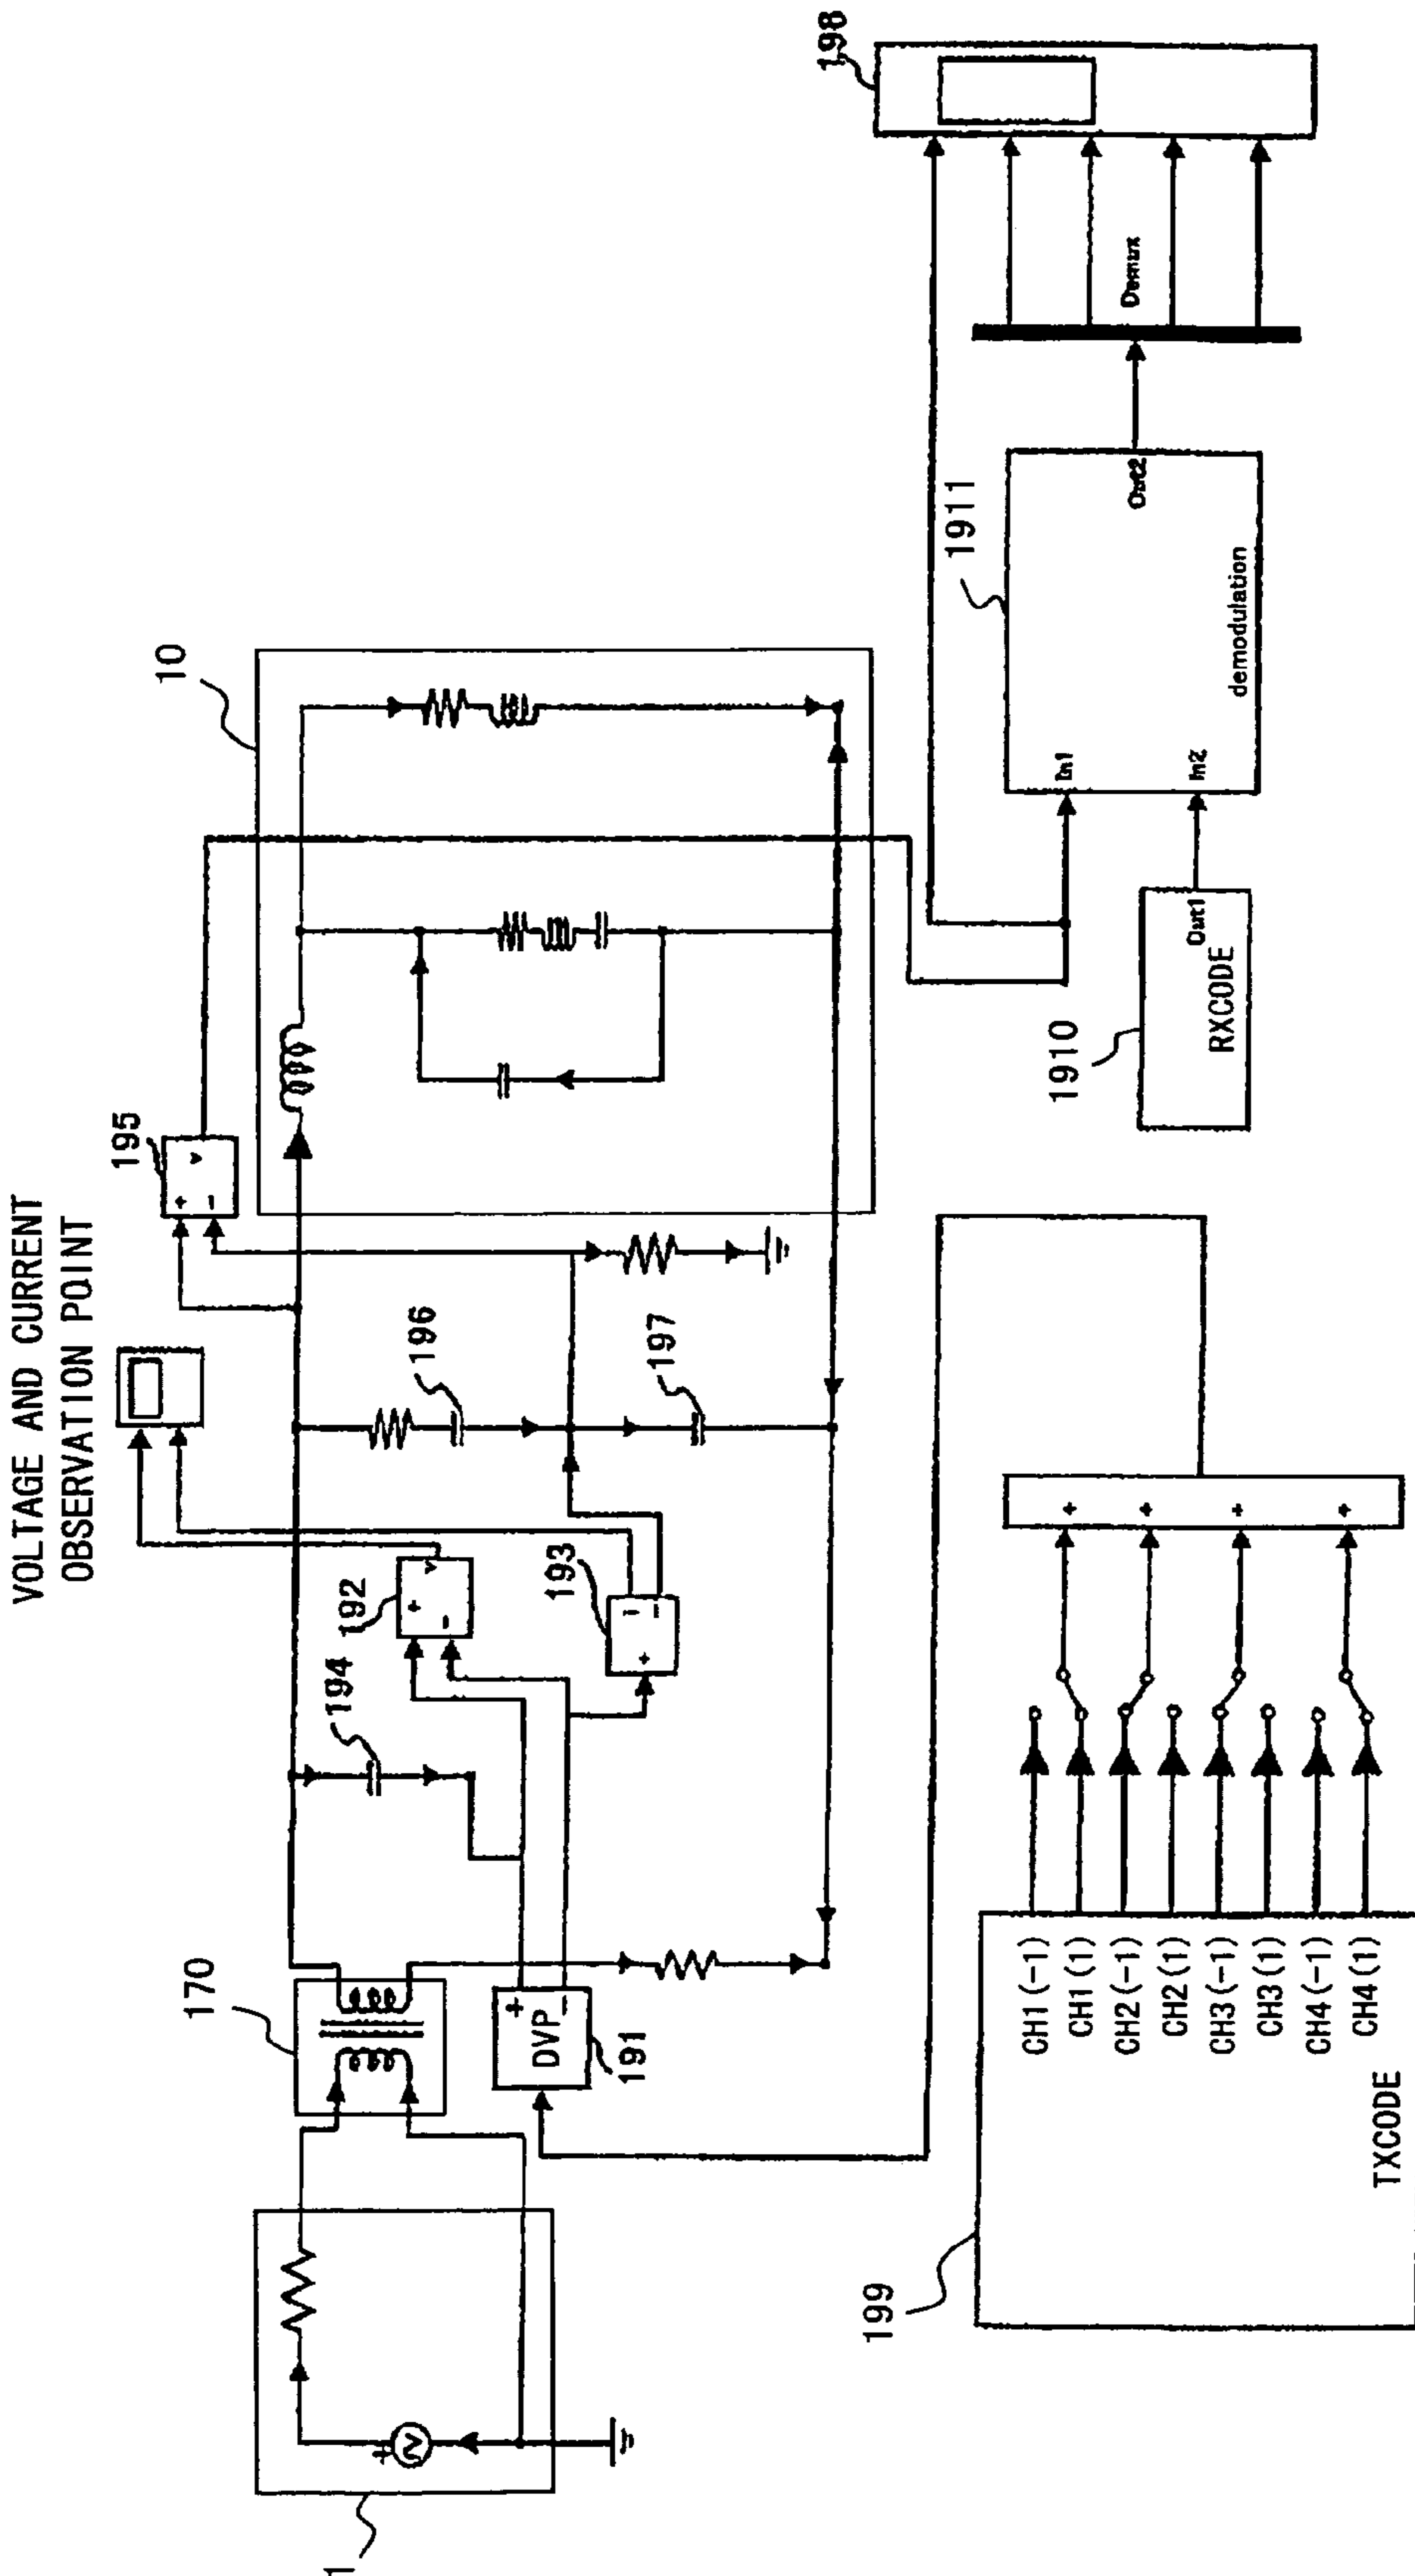 VOLTAGE AND CURRENT
OBSERVATION POINT
1
170
194
192
+
-
v
193
+
i
-
196
197
195
+
-
v
10
DVP
+
-
191
198
Demux
1911
Out2
In1
In2
demodulation
1910
Out1
RXCODE
199
CH1(-1)
CH1(1)
CH2(-1)
CH2(1)
CH3(-1)
CH3(1)
CH4(-1)
CH4(1)
TXCODE
+
+
+
+
+